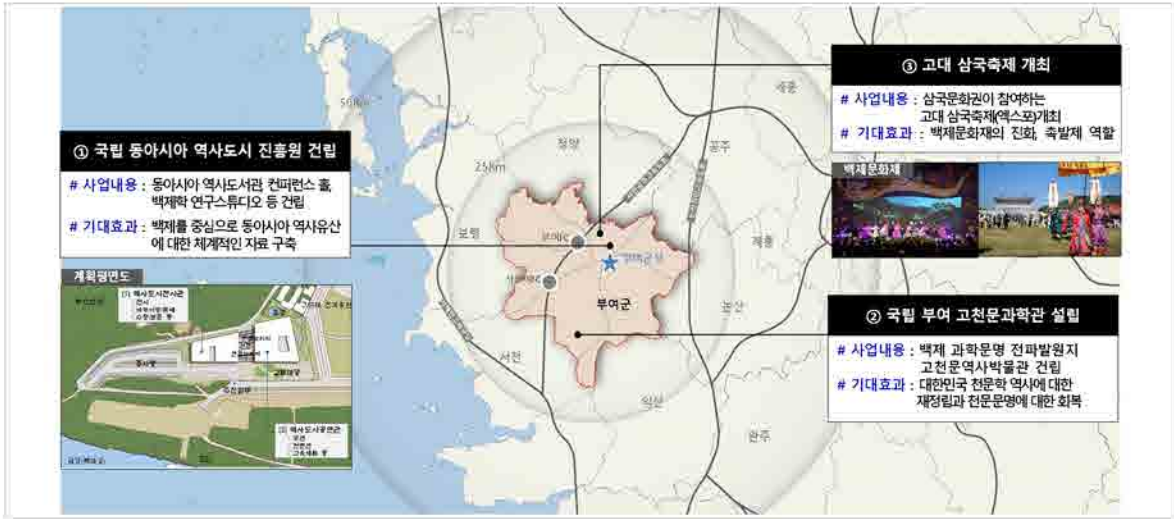 ① 국립 동아시아 역사도시 진흥원 건립
# 사업내용 : 동아시아 역사도서관, 컨퍼런스 홀,
백제학 연구스튜디오 등 건립
# 기대효과 : 백제를 중심으로 동아시아 역사유산
에 대한 체계적인 자료 구축
계획평면도
③ 고대 삼국축제 개최
# 사업내용 : 삼국문화권이 참여하는
고대 삼국축제(엑스포)개최
# 기대효과 : 백제문화재의 진화, 촉발제 역할
백제문화재
② 국립 부여 고천문과학관 설립
# 사업내용 : 백제 과학문명 전파발원지
고천문역사박물관 건립
# 기대효과 : 대한민국 천문학 역사에 대한
재정립과 천문문명에 대한 회복
50km
25km
세종
청양
공주
보령
계룡
부여군
논산
서천
익산
완주
주차장